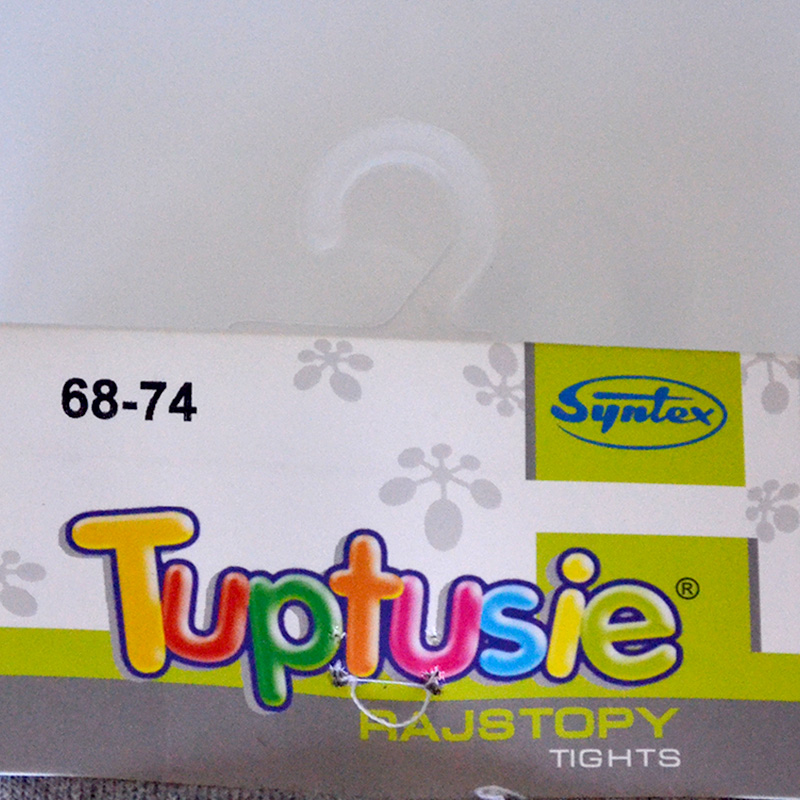 68-74
Syntex
Tuptusie®
RAJSTOPY
TIGHTS